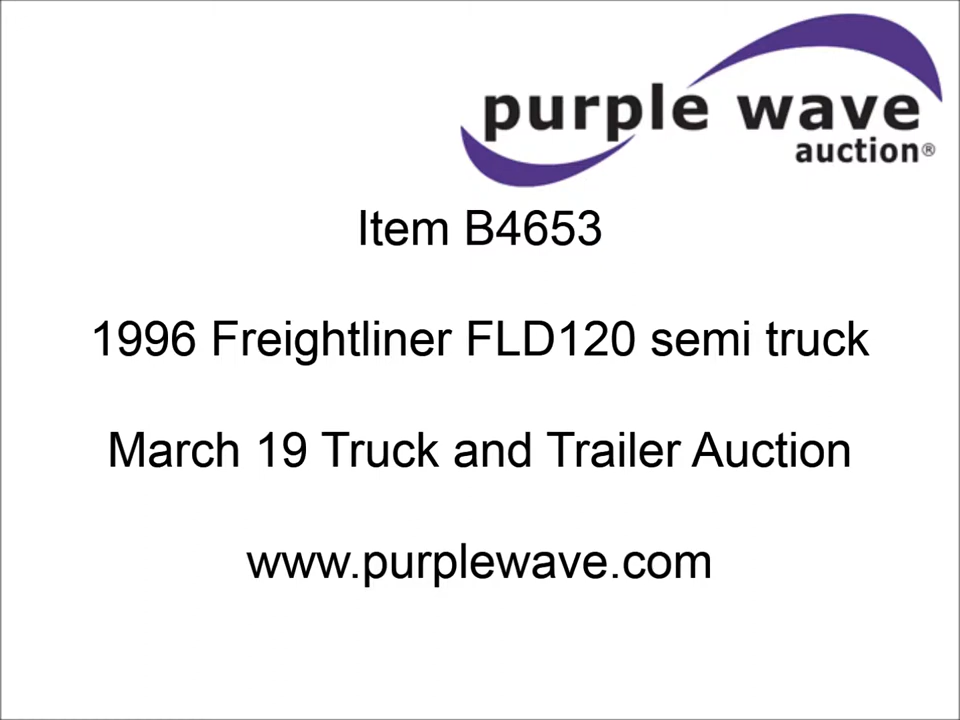 purple wave
auction®
Item B4653
1996 Freightliner FLD120 semi truck
March 19 Truck and Trailer Auction
www.purplewave.com